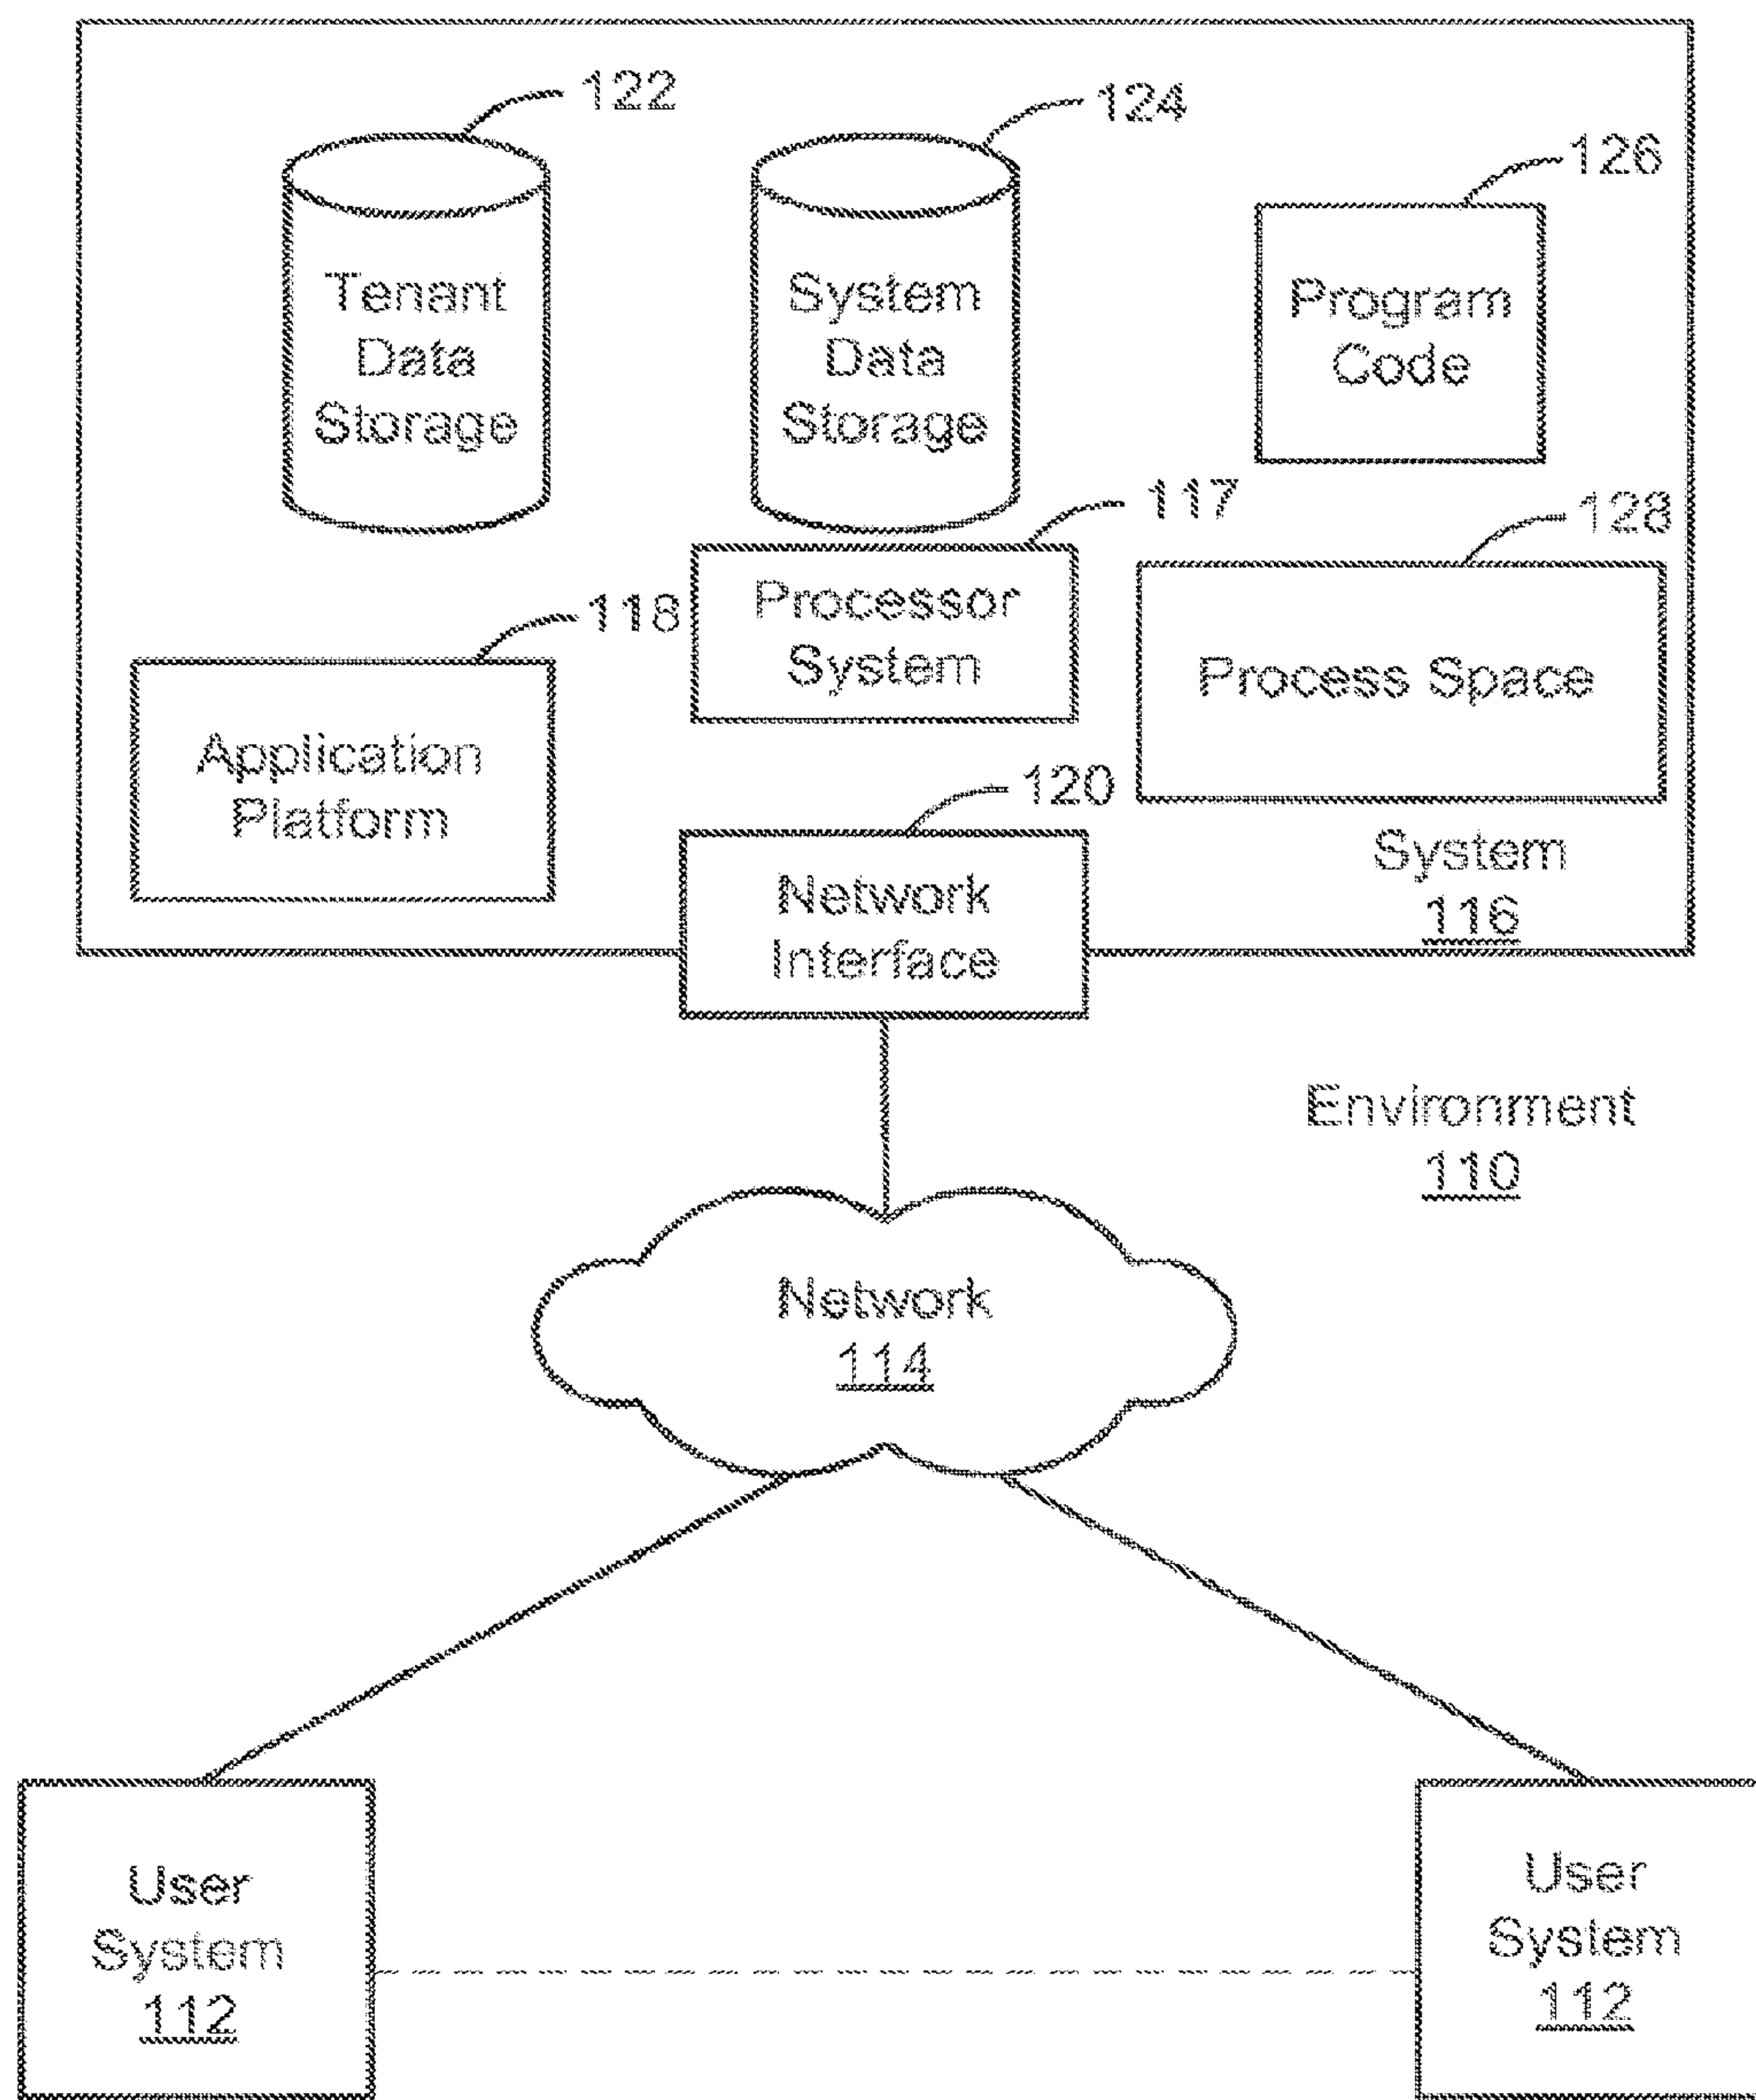 122
124
126
Tenant
Data
Storage
System
Data
Storage
Program
Code
117
128
118
Processor
System
Process Space
Application
Platform
120
System
116
Network
Interface
Environment
110
Network
114
User
System
112
User
System
112